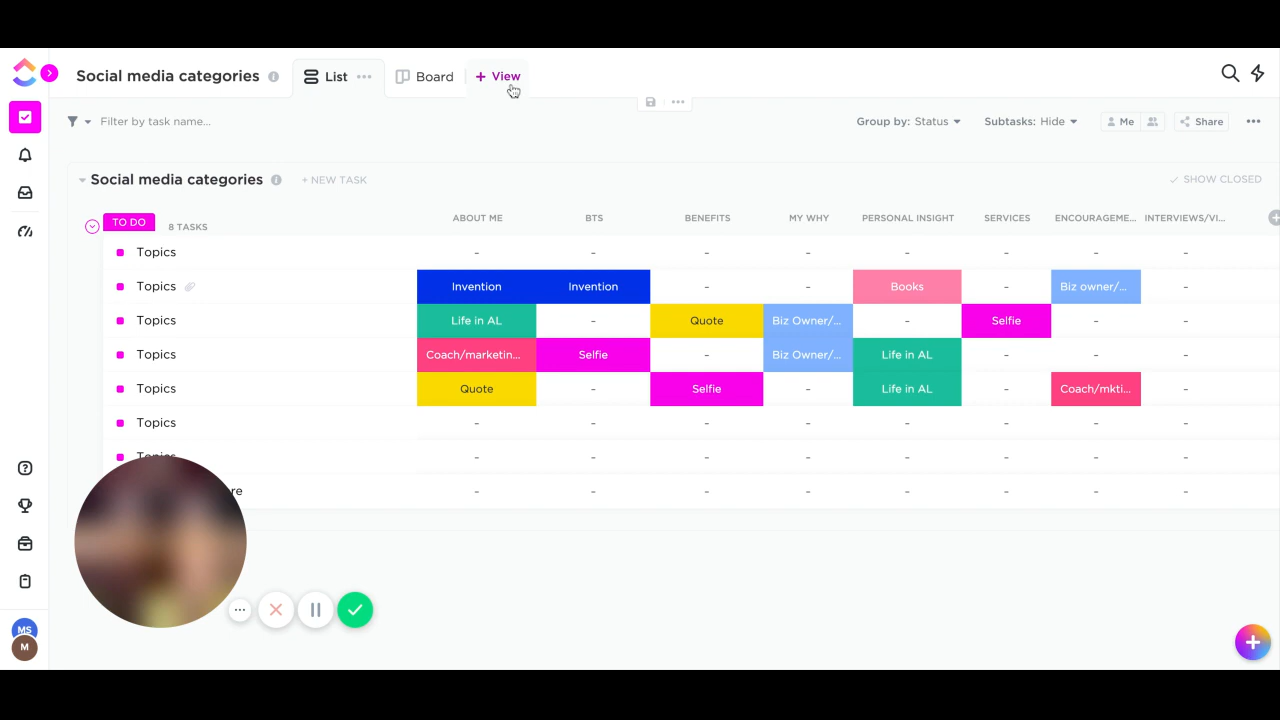 Social media categories List Board + View
Filter by task name... Group by: Status Subtasks: Hide Me Share
Social media categories + NEW TASK SHOW CLOSED
TO DO 8 TASKS ABOUT ME BTS BENEFITS MY WHY PERSONAL INSIGHT SERVICES ENCOURAGEME... INTERVIEWS/VI...
Topics - - - - - - - -
Topics Invention Invention - - Books - Biz owner/... -
Topics Life in AL - Quote Biz Owner/... - Selfie - -
Topics Coach/marketin... Selfie - Biz Owner/... Life in AL - - -
Topics Quote - Selfie - Life in AL - Coach/mkti... -
Topics - - - - - - - -
Topics - - - - - - - -
re - - - - - - - -
MS
M